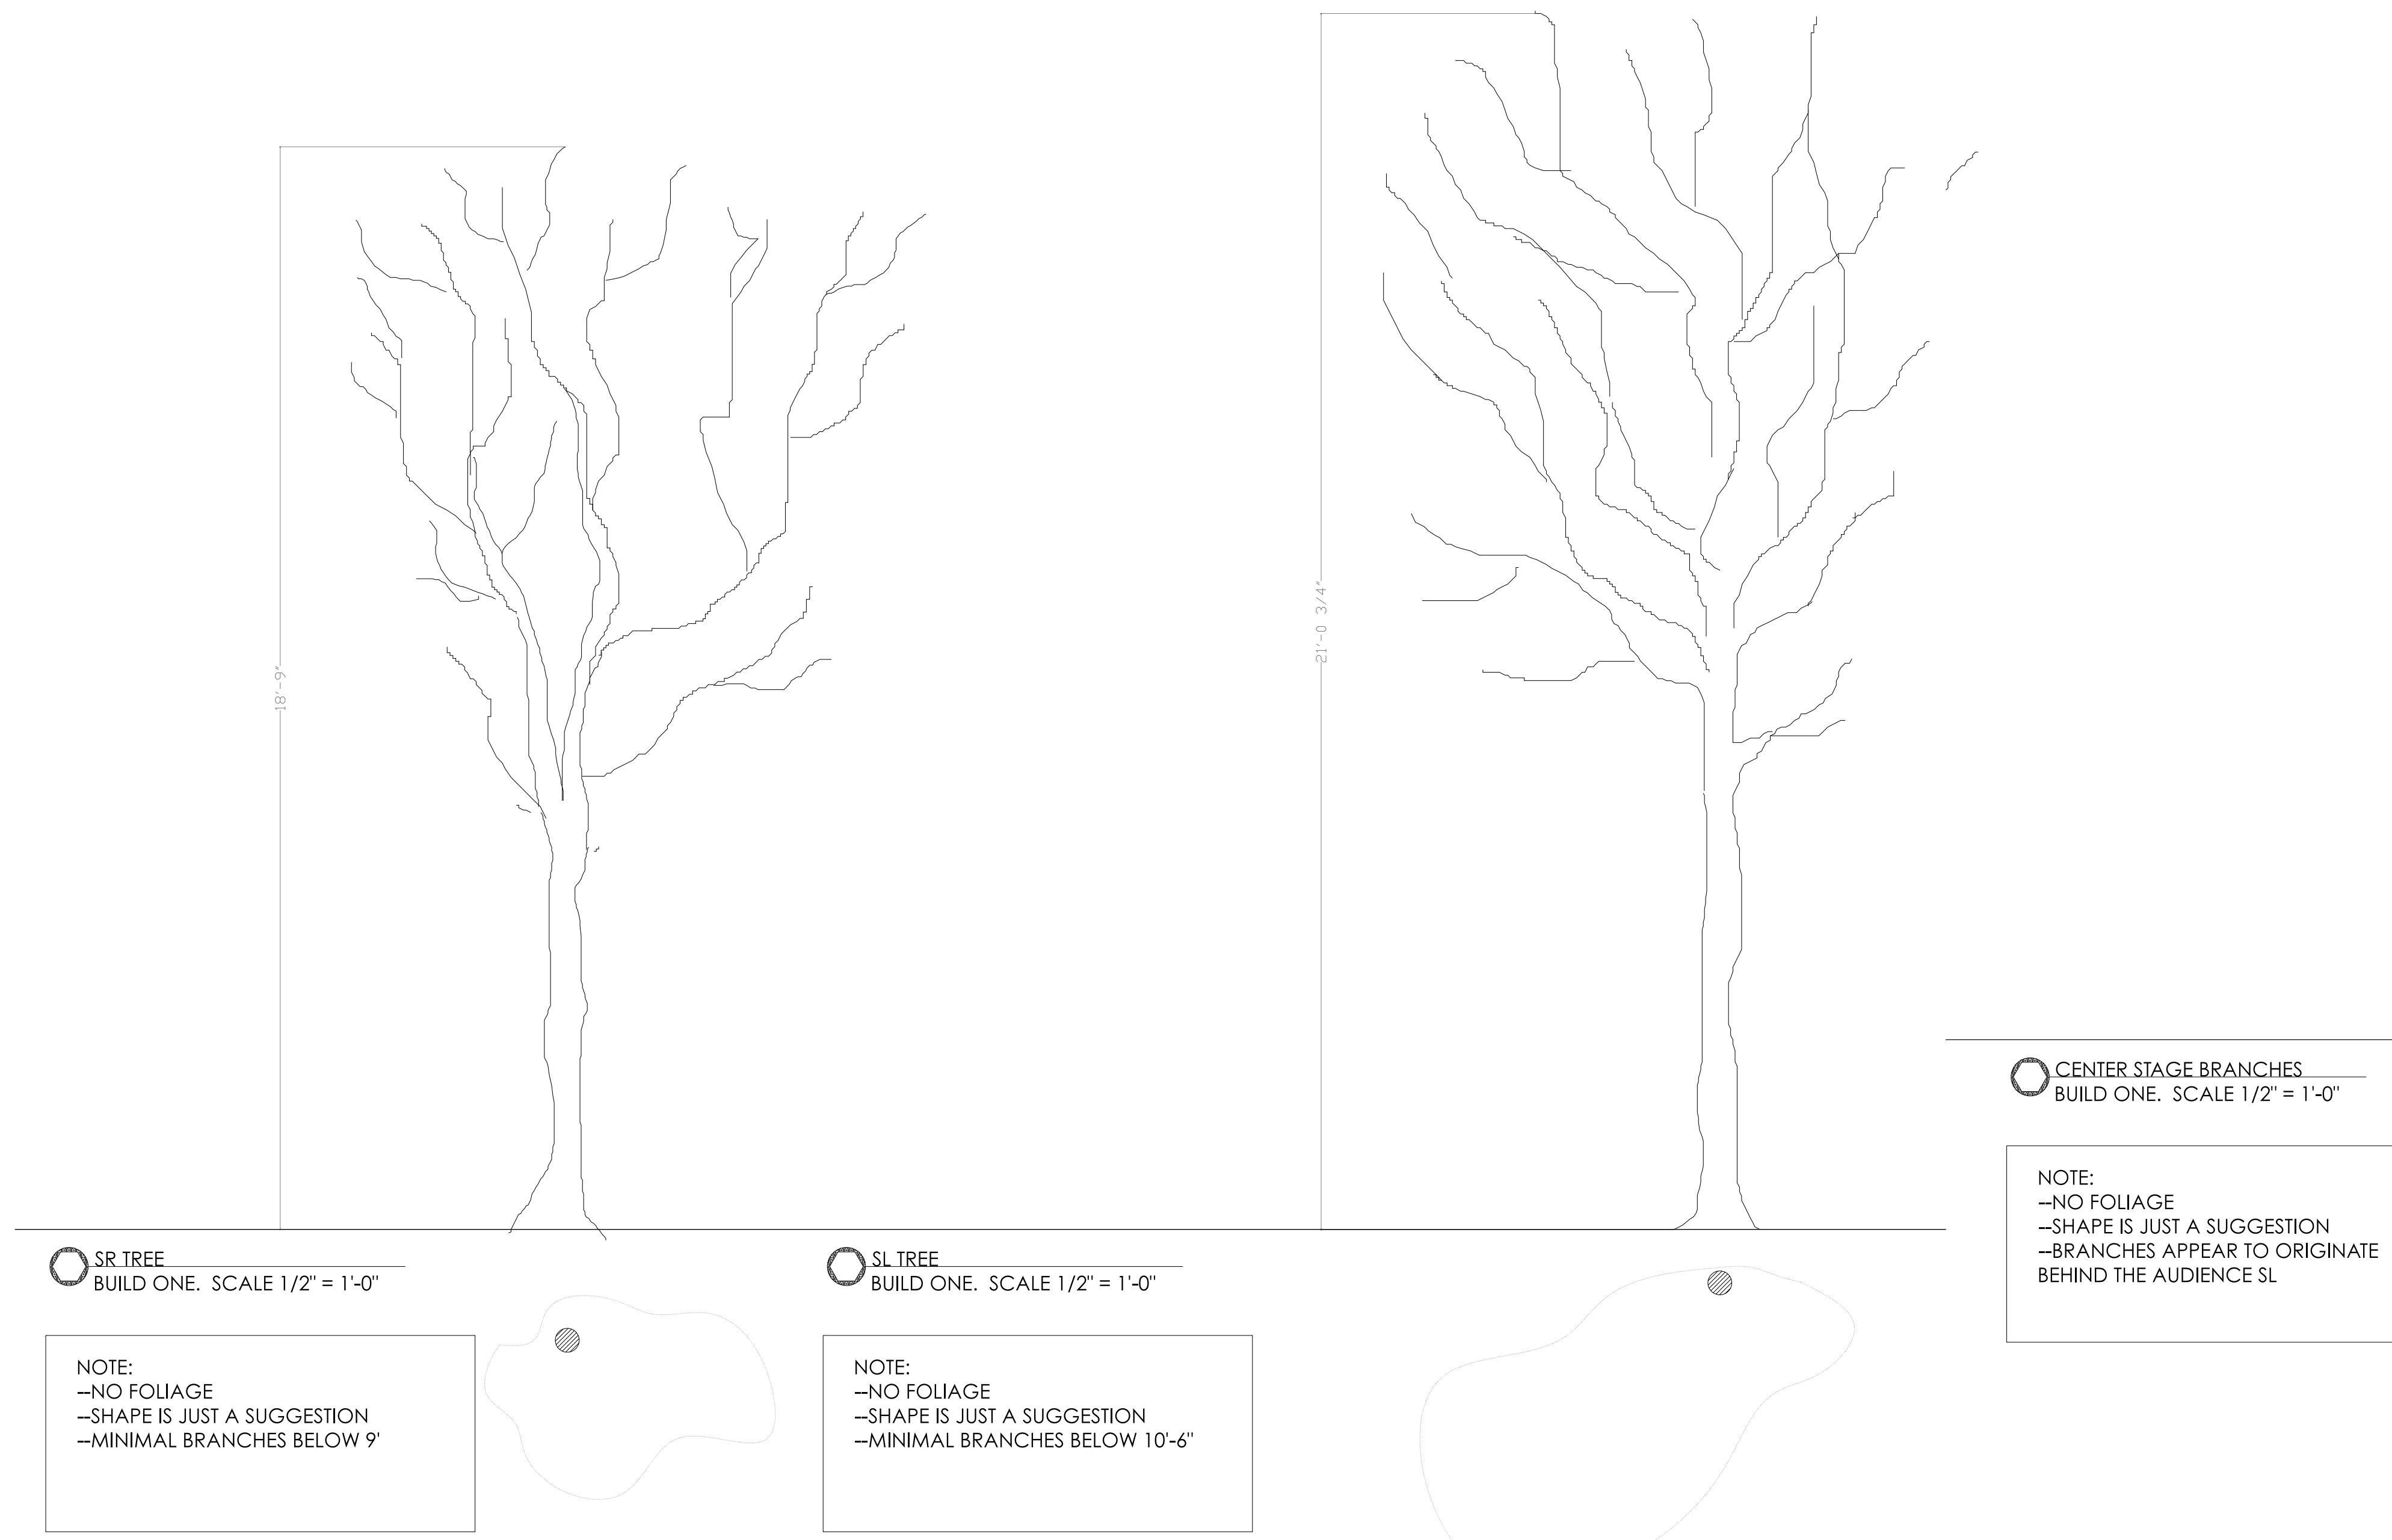 18'-9"
21'-0 3/4"
SR TREE
BUILD ONE. SCALE 1/2" = 1'-0"
NOTE:
--NO FOLIAGE
--SHAPE IS JUST A SUGGESTION
--MINIMAL BRANCHES BELOW 9'
SL TREE
BUILD ONE. SCALE 1/2" = 1'-0"
NOTE:
--NO FOLIAGE
--SHAPE IS JUST A SUGGESTION
--MINIMAL BRANCHES BELOW 10'-6"
CENTER STAGE BRANCHES
BUILD ONE. SCALE 1/2" = 1'-0"
NOTE:
--NO FOLIAGE
--SHAPE IS JUST A SUGGESTION
--BRANCHES APPEAR TO ORIGINATE
BEHIND THE AUDIENCE SL